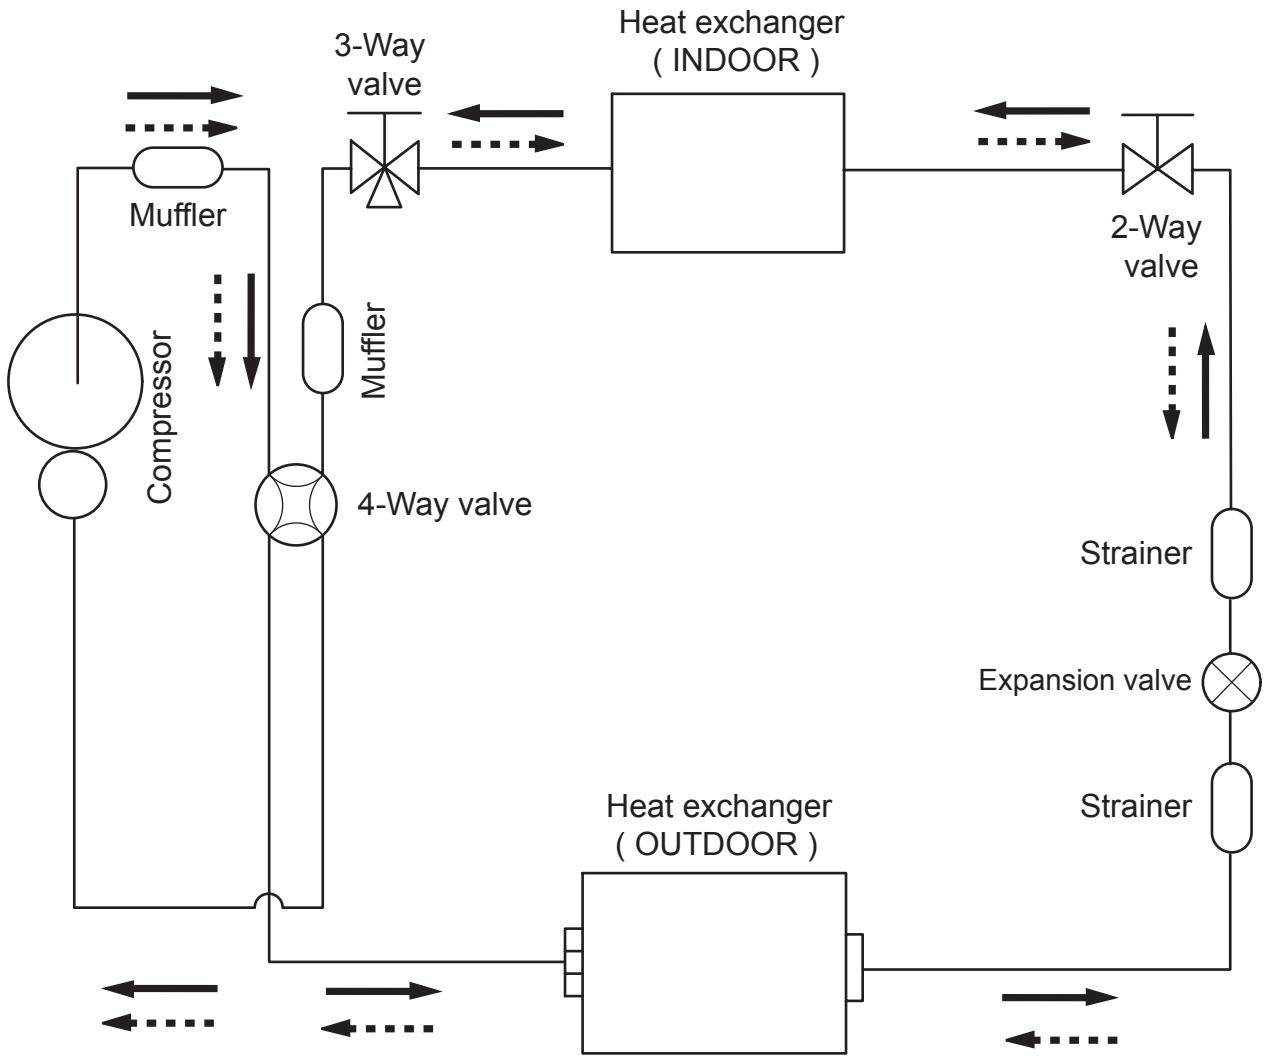 Heat exchanger
( INDOOR )
3-Way
valve
Muffler
2-Way
valve
Compressor
Muffler
4-Way valve
Strainer
Expansion valve
Strainer
Heat exchanger
( OUTDOOR )